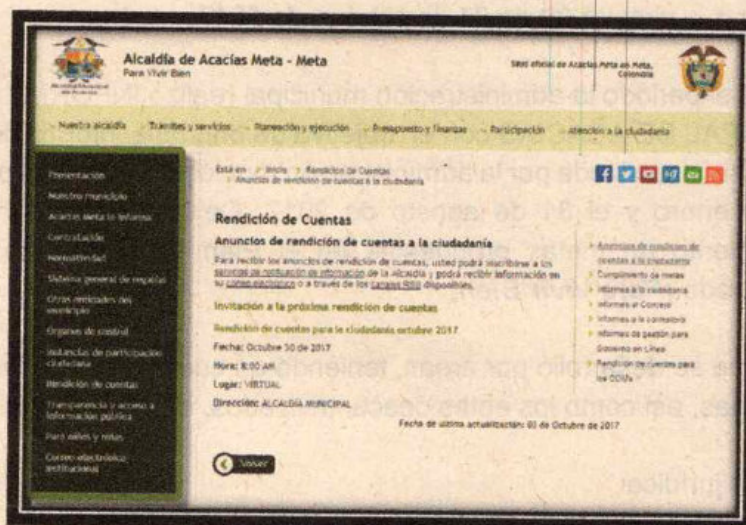 Alcaldía de Acacías Meta - Meta
Para Vivir Bien
Sitio oficial de Acacías Meta en Meta,
Colombia
Nuestra alcaldía
Trámites y servicios
Planeación y ejecución
Presupuesto y finanzas
Participación
Atención a la ciudadanía
Presentación
Nuestro municipio
Acacías Meta le informa
Contratación
Normatividad
Sistema general de regalías
Otras entidades del
municipio
Órganos de control
Instancias de participación
ciudadana
Rendición de cuentas
Transparencia y acceso a
información pública
Para niños y niñas
Correo electrónico
institucional
Está en
Inicio
Rendición de Cuentas
Anuncios de rendición de cuentas a la ciudadanía
Rendición de Cuentas
Anuncios de rendición de cuentas a la ciudadanía
Para recibir los anuncios de rendición de cuentas, usted podrá inscribirse a los
servicios de notificación de información de la Alcaldía y podrá recibir información en
su correo electrónico o a través de los canales RSS disponibles.
Invitación a la próxima rendición de cuentas
Rendición de cuentas para la ciudadanía octubre 2017
Fecha: Octubre 30 de 2017
Hora: 8:00 AM
Lugar: VIRTUAL
Dirección: ALCALDÍA MUNICIPAL
Fecha de última actualización: 03 de Octubre de 2017
Volver
Anuncios de rendición de
cuentas a la ciudadanía
Cumplimiento de metas
Informes a la ciudadanía
Informes al Concejo
Informes a la contraloría
Informes de gestión para
Gobierno en Línea
Rendición de cuentas para
los ODMs